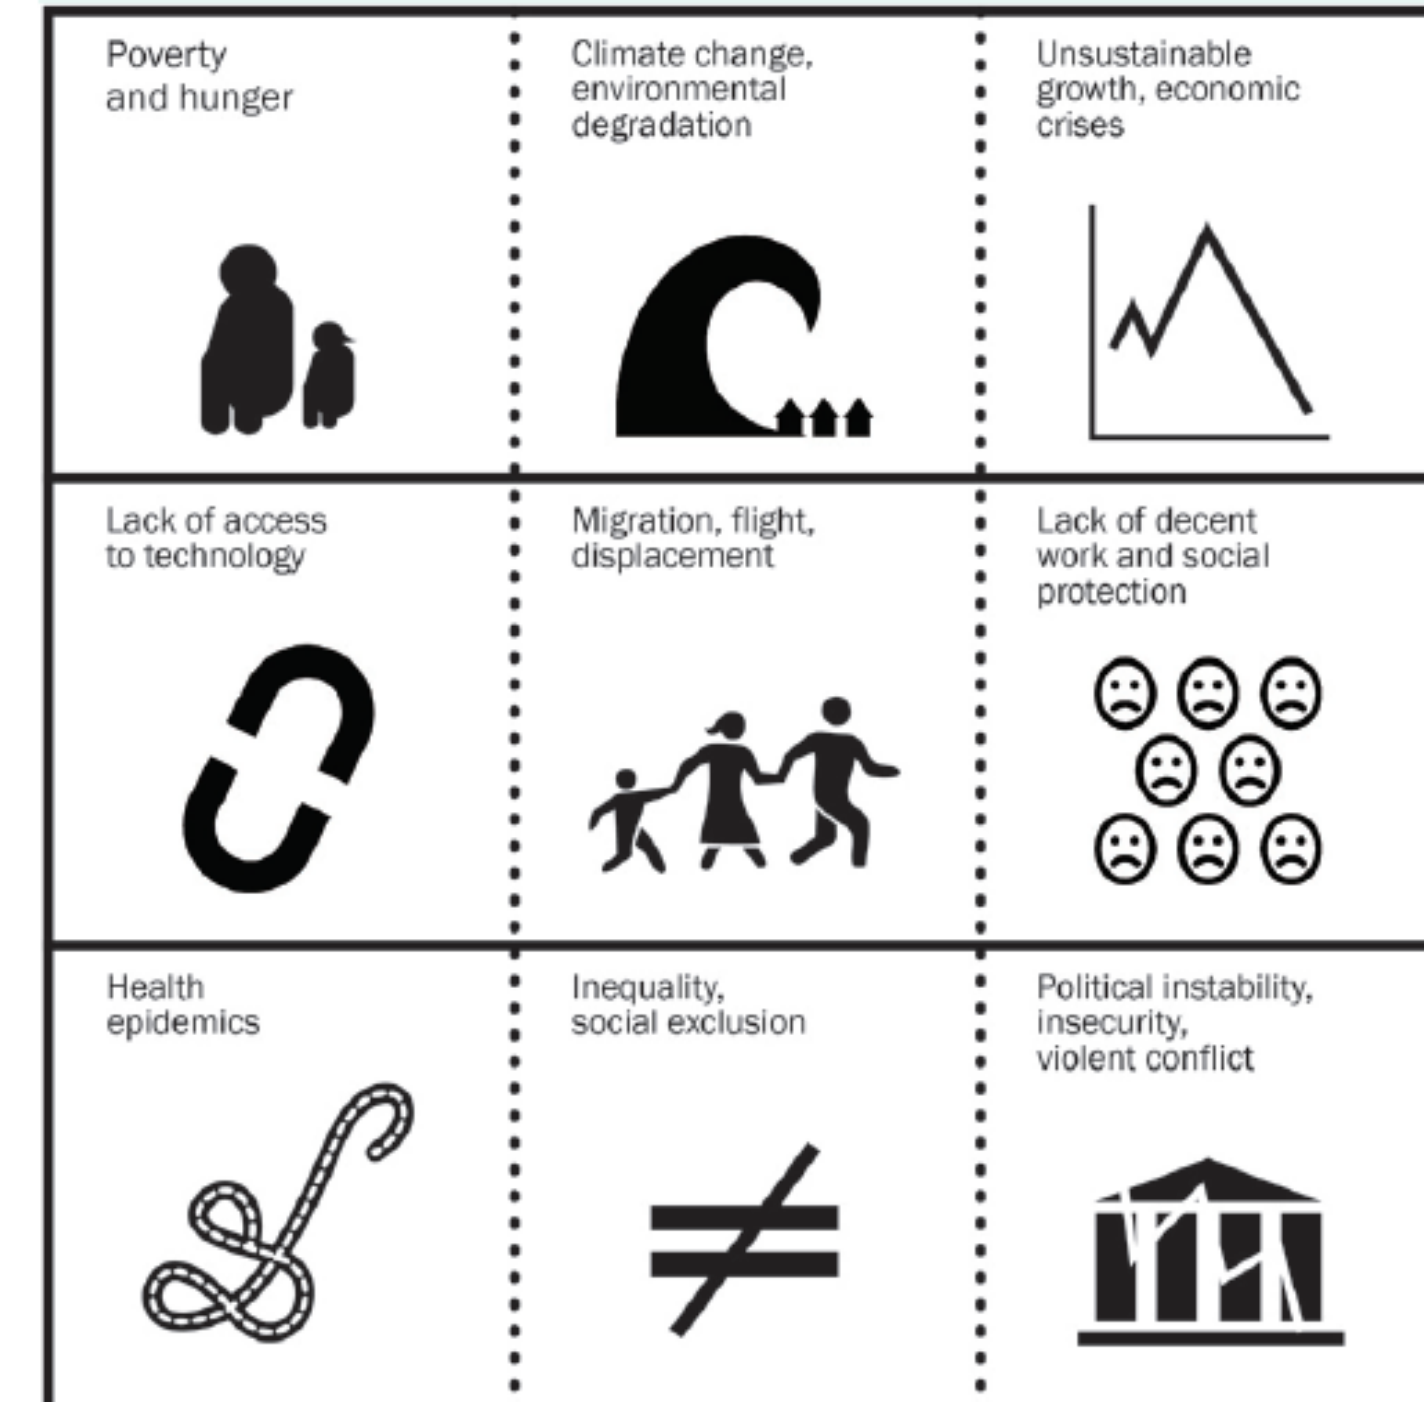 Poverty
and hunger
Climate change,
environmental
degradation
Unsustainable
growth, economic
crises
Lack of access
to technology
Migration, flight,
displacement
Lack of decent
work and social
protection
Health
epidemics
Inequality,
social exclusion
Political instability,
insecurity,
violent conflict